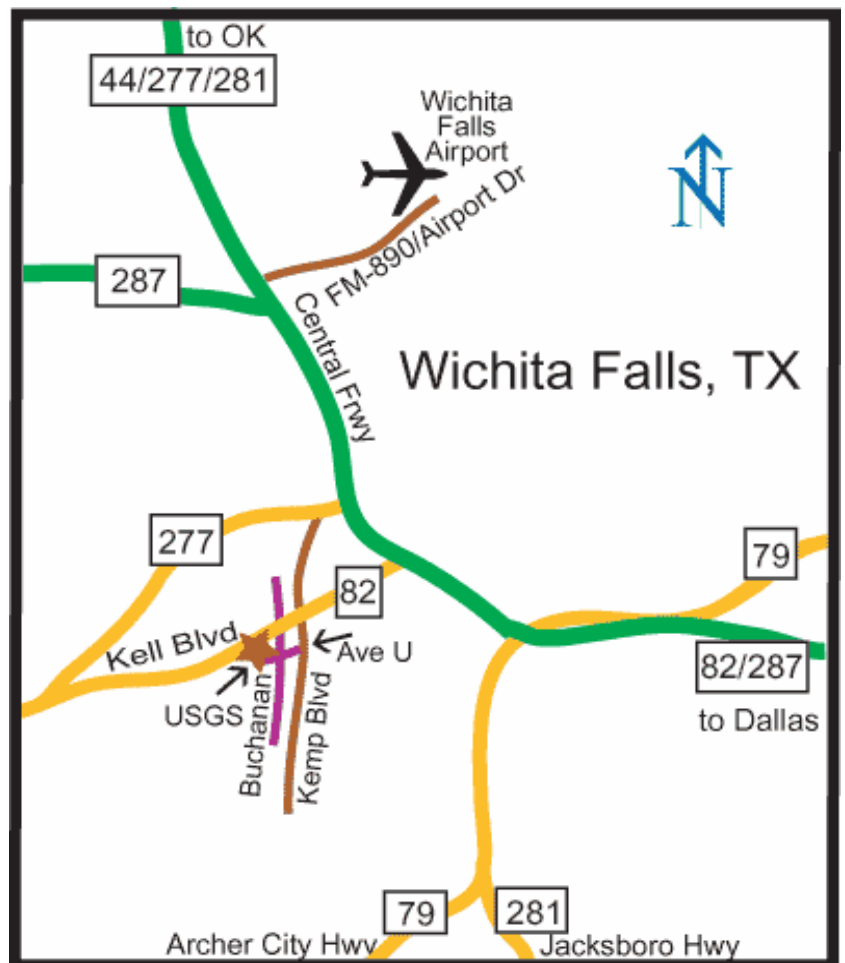 to OK
44/277/281
Wichita
Falls
Airport
N
FM-890/Airport Dr
287
Central Frwy
Wichita Falls, TX
277
79
82
Kell Blvd
Ave U
USGS
Buchanan
Kemp Blvd
82/287
to Dallas
79
281
Archer City Hwy
Jacksboro Hwy